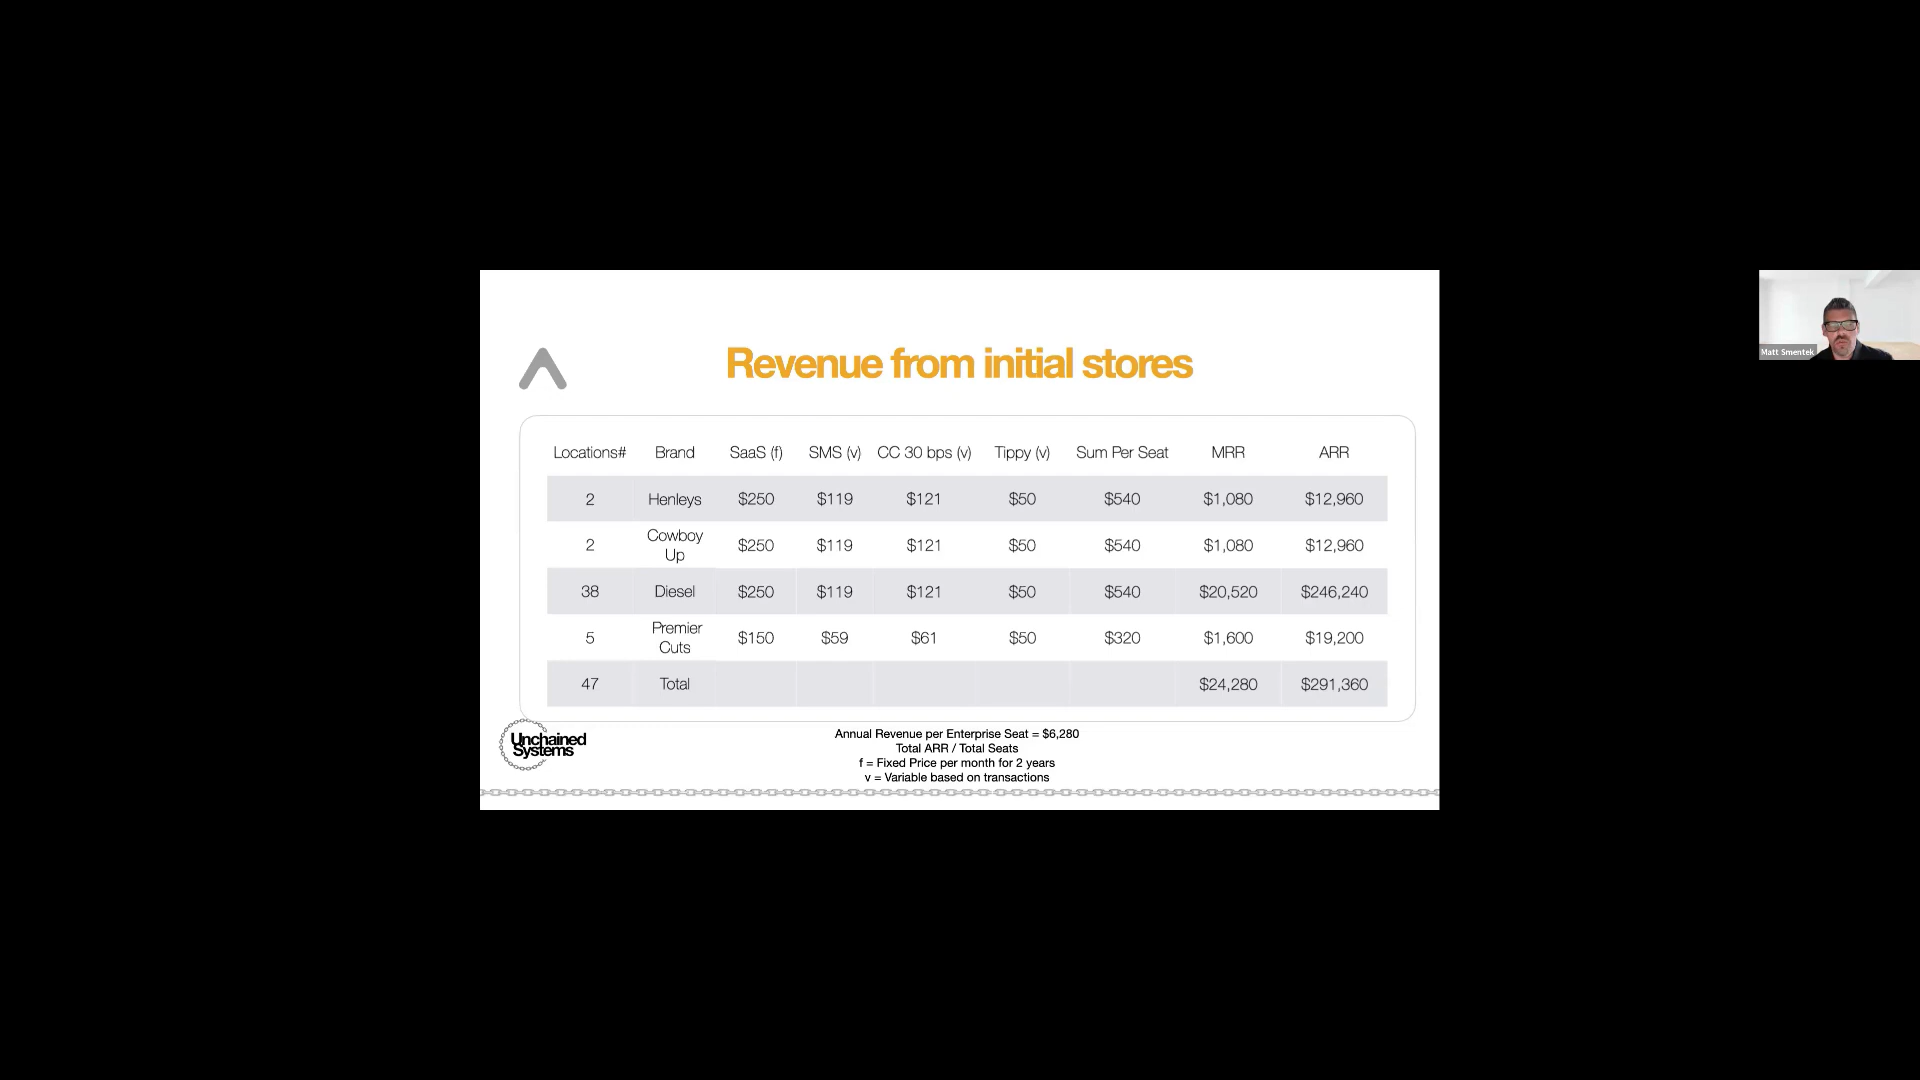 Revenue from initial stores
Locations# Brand SaaS (f) SMS (v) CC 30 bps (v) Tippy (v) Sum Per Seat MRR ARR
2 Henleys $250 $119 $121 $50 $540 $1,080 $12,960
2 Cowboy Up $250 $119 $121 $50 $540 $1,080 $12,960
38 Diesel $250 $119 $121 $50 $540 $20,520 $246,240
5 Premier Cuts $150 $59 $61 $50 $320 $1,600 $19,200
47 Total $24,280 $291,360
Unchained
Systems
Annual Revenue per Enterprise Seat = $6,280
Total ARR / Total Seats
f = Fixed Price per month for 2 years
v = Variable based on transactions
Matt Smentek